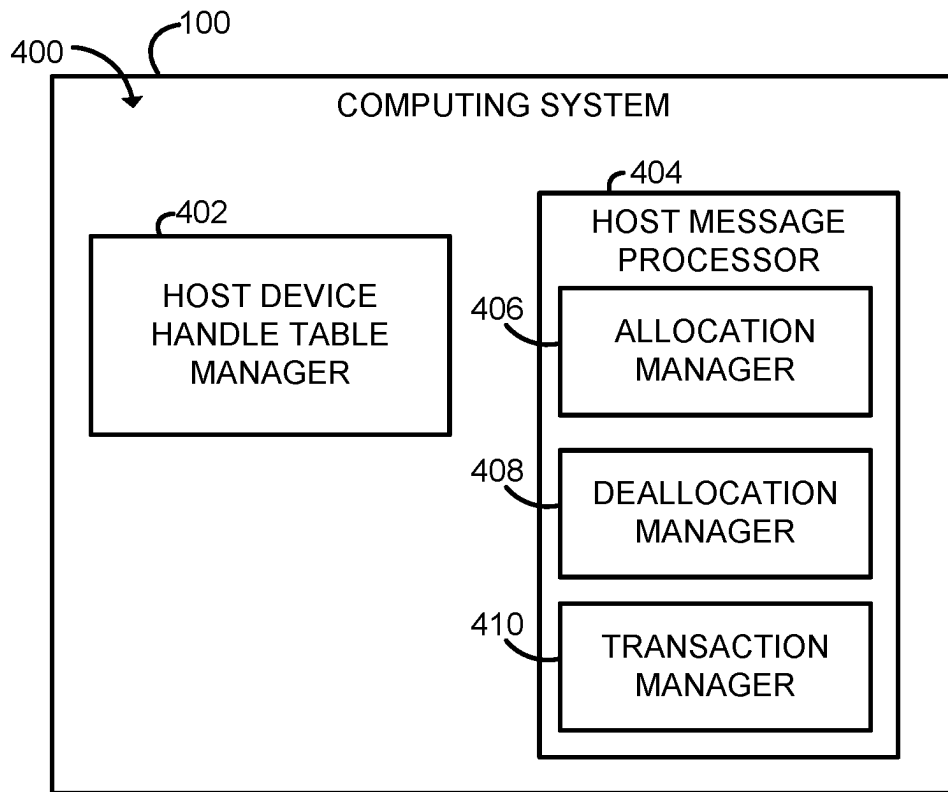 100
400
COMPUTING SYSTEM
402
HOST DEVICE
HANDLE TABLE
MANAGER
404
HOST MESSAGE
PROCESSOR
406
ALLOCATION
MANAGER
408
DEALLOCATION
MANAGER
410
TRANSACTION
MANAGER